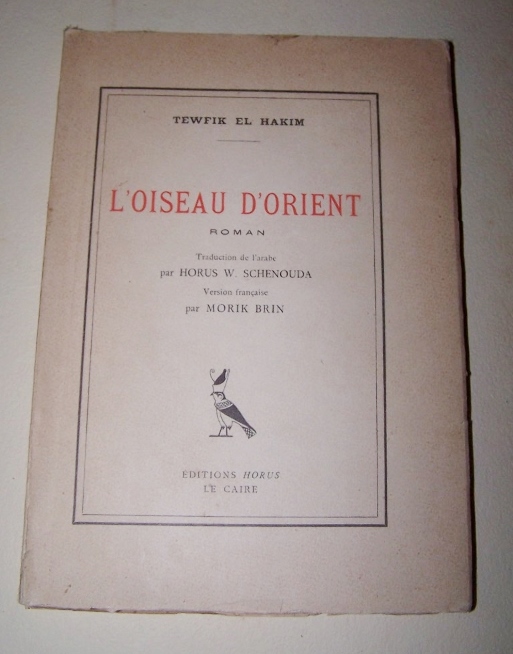 TEWFIK EL HAKIM
L'OISEAU D'ORIENT
ROMAN
Traduction de l'arabe
par HORUS W. SCHENOUDA
Version française
par MORIK BRIN
ÉDITIONS HORUS
LE CAIRE